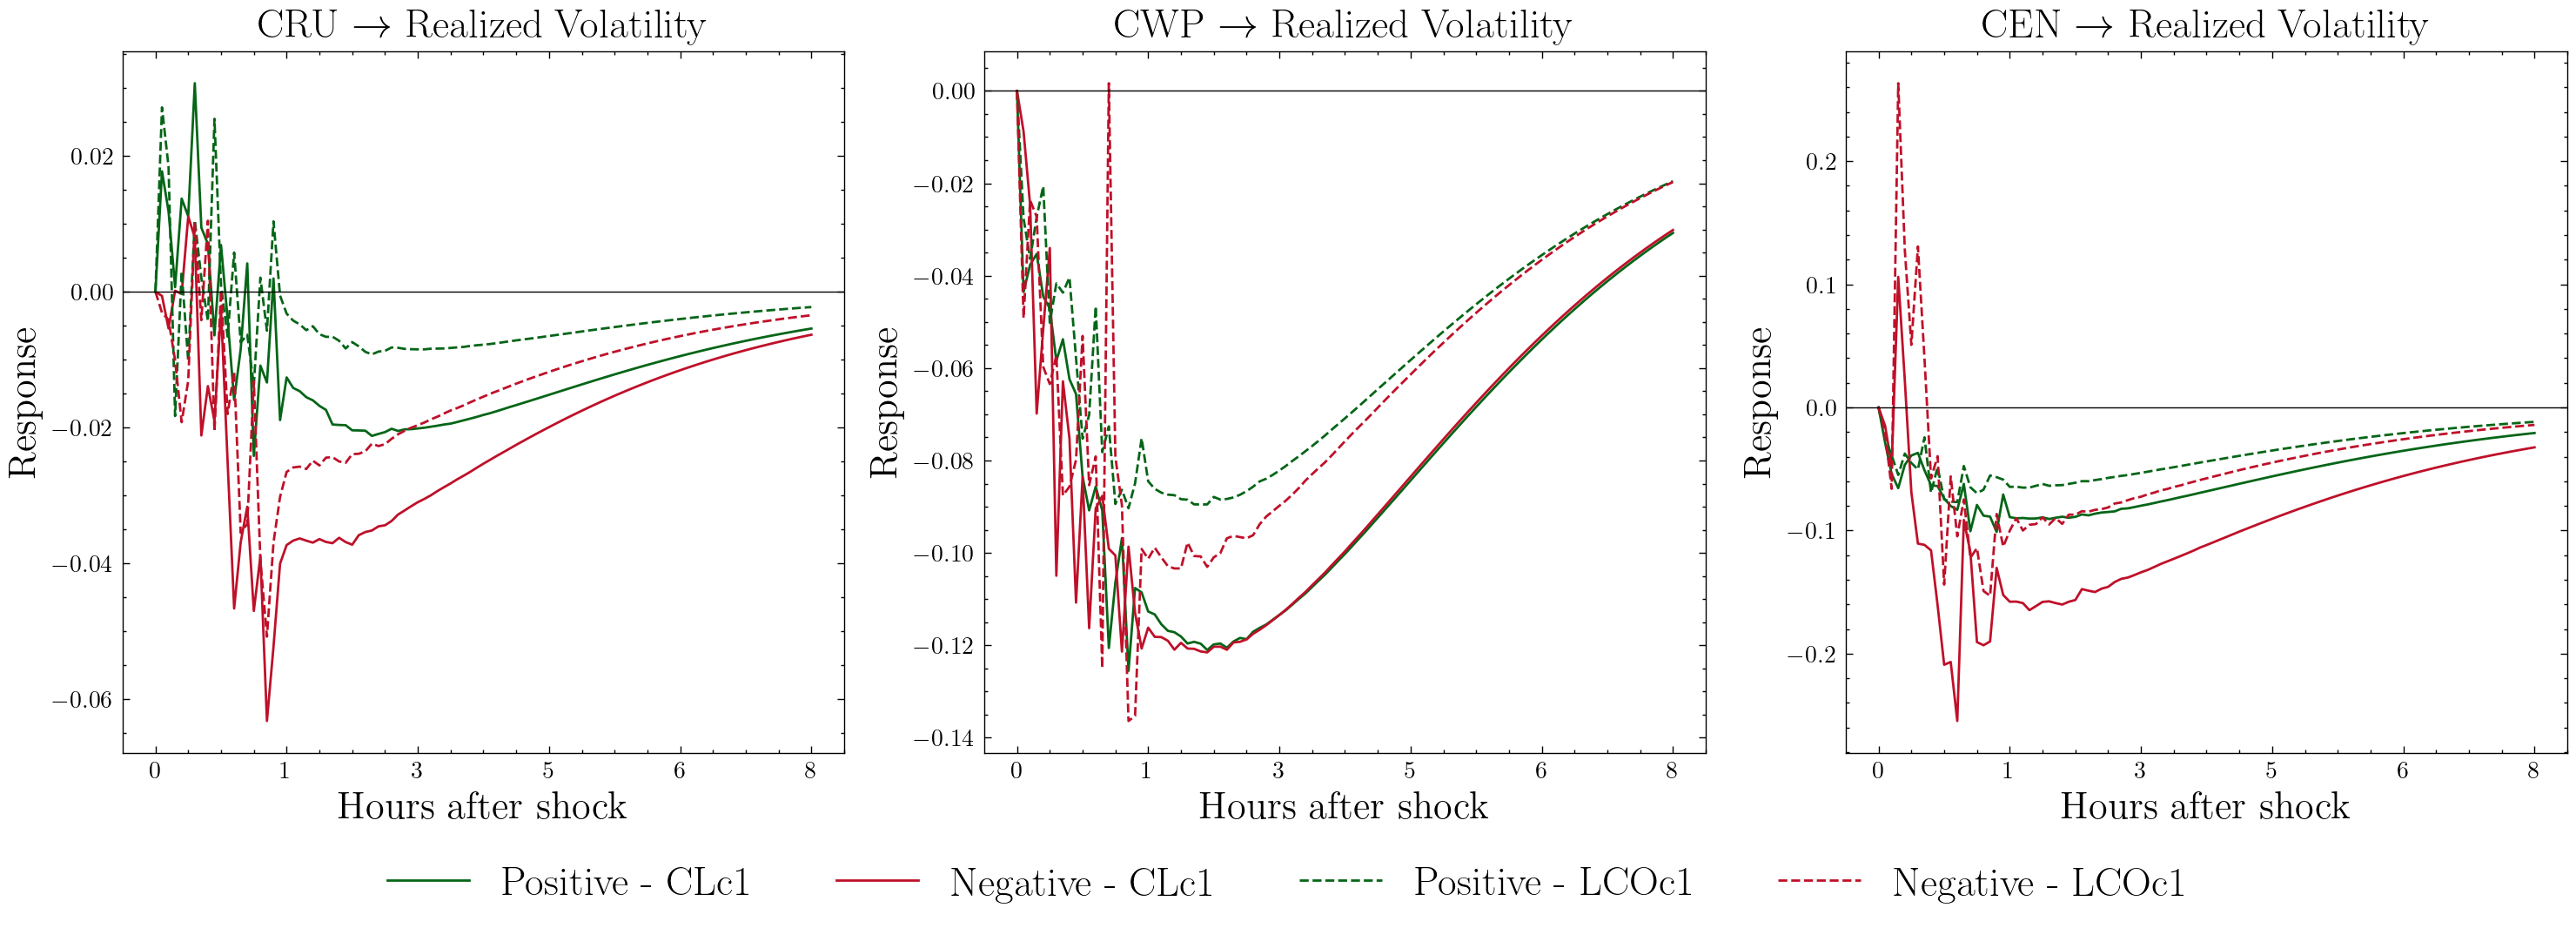 CRU → Realized Volatility
0.02
0.00
−0.02
−0.04
−0.06
Response
0 1 3 5 6 8
Hours after shock
CWP → Realized Volatility
0.00
−0.02
−0.04
−0.06
−0.08
−0.10
−0.12
−0.14
Response
0 1 3 5 6 8
Hours after shock
CEN → Realized Volatility
0.2
0.1
0.0
−0.1
−0.2
Response
0 1 3 5 6 8
Hours after shock
Positive - CLc1 Negative - CLc1 Positive - LCOc1 Negative - LCOc1